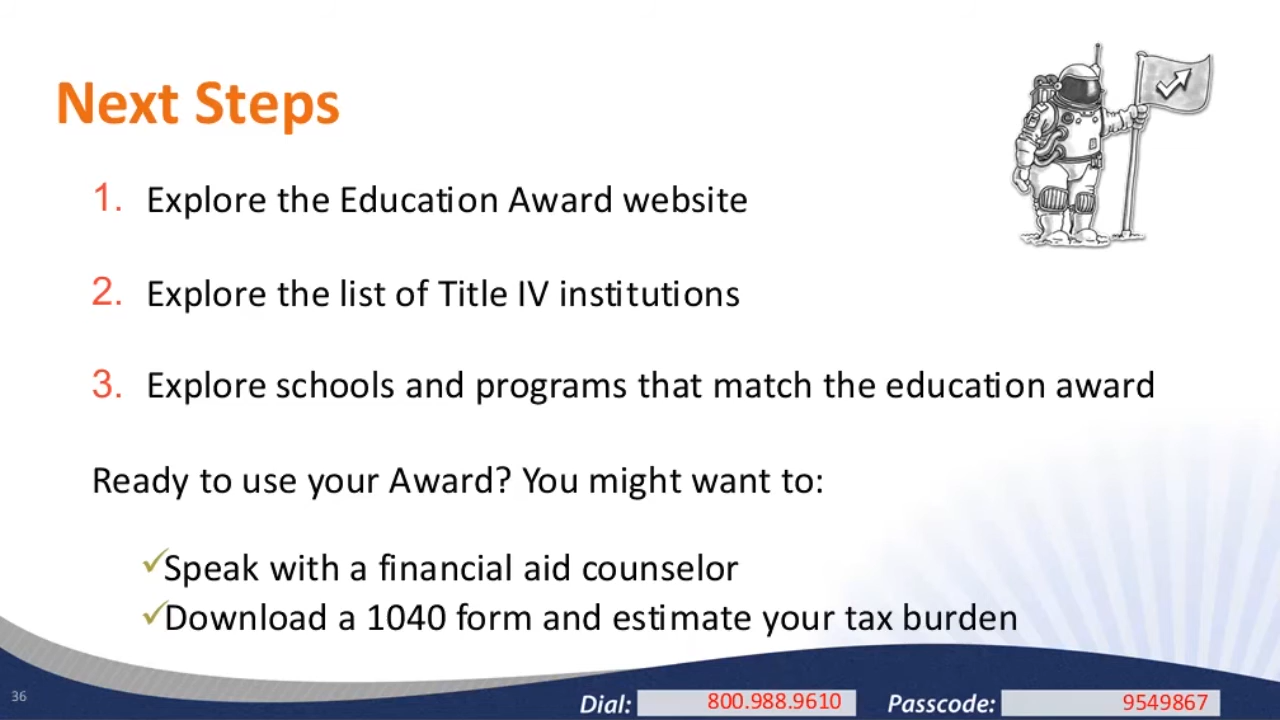 Next Steps
1. Explore the Education Award website
2. Explore the list of Title IV institutions
3. Explore schools and programs that match the education award
Ready to use your Award? You might want to:
✓Speak with a financial aid counselor
✓Download a 1040 form and estimate your tax burden
36
Dial: 800.988.9610 Passcode: 9549867